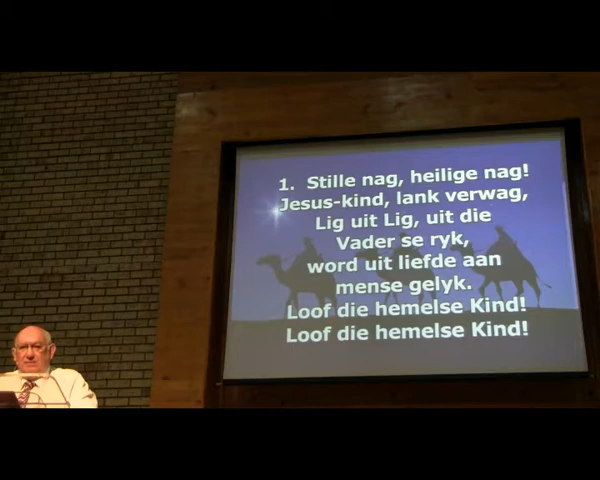 1. Stille nag, heilige nag!
Jesus-kind, lank verwag,
Lig uit Lig, uit die
Vader se ryk,
word uit liefde aan
mense gelyk.
Loof die hemelse Kind!
Loof die hemelse Kind!